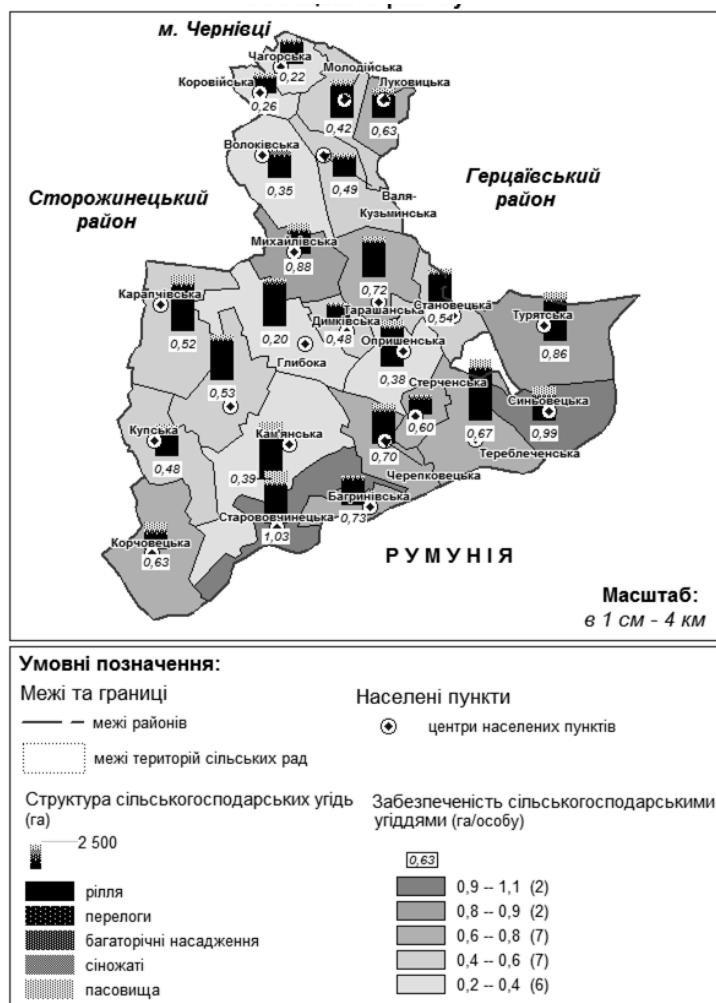 м. Чернівці
Чагорська
0,22
Молодійська
Луковицька
Коровійська
0,26
0,42
0,63
Волоківська
0,35
0,49
Герцаївський
район
Сторожинецький
район
Валя-
Кузьминська
Михайлівська
0,88
0,72
Карапчівська
Тарашанська
Становецька
0,54
Турятська
0,86
0,52
0,20
Димківська
0,48
Опришенська
Глибока
0,38
0,53
Стерченська
Синьовецька
0,99
0,60
0,67
Купська
0,48
Кам'янська
0,70
Тереблеченська
0,39
Черепковецька
Багринівська
0,73
Старововчинецька
1,03
Корчовецька
0,63
РУМУНІЯ
Масштаб:
в 1 см - 4 км
Умовні позначення:
Межі та границі
межі районів
межі територій сільських рад
Населені пункти
центри населених пунктів
Структура сільськогосподарських угідь
(га)
2 500
рілля
перелоги
багаторічні насадження
сіножаті
пасовища
Забезпеченість сільськогосподарськими
угіддями (га/особу)
0,63
0,9 -- 1,1 (2)
0,8 -- 0,9 (2)
0,6 -- 0,8 (7)
0,4 -- 0,6 (7)
0,2 -- 0,4 (6)